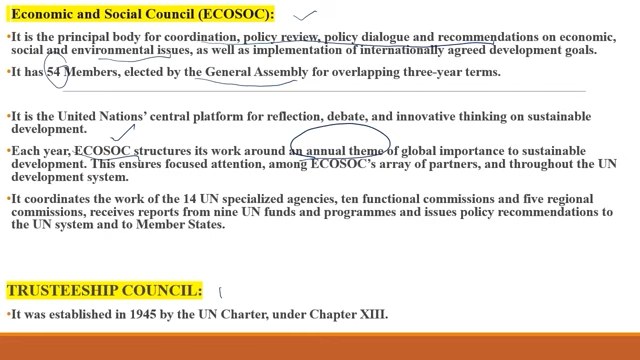 Economic and Social Council (ECOSOC):
•It is the principal body for coordination, policy review, policy dialogue and recommendations on economic,
social and environmental issues, as well as implementation of internationally agreed development goals.
•It has 54 Members, elected by the General Assembly for overlapping three-year terms.
•It is the United Nations' central platform for reflection, debate, and innovative thinking on sustainable
development.
•Each year, ECOSOC structures its work around an annual theme of global importance to sustainable
development. This ensures focused attention, among ECOSOC's array of partners, and throughout the UN
development system.
•It coordinates the work of the 14 UN specialized agencies, ten functional commissions and five regional
commissions, receives reports from nine UN funds and programmes and issues policy recommendations to
the UN system and to Member States.
TRUSTEESHIP COUNCIL:
•It was established in 1945 by the UN Charter, under Chapter XIII.